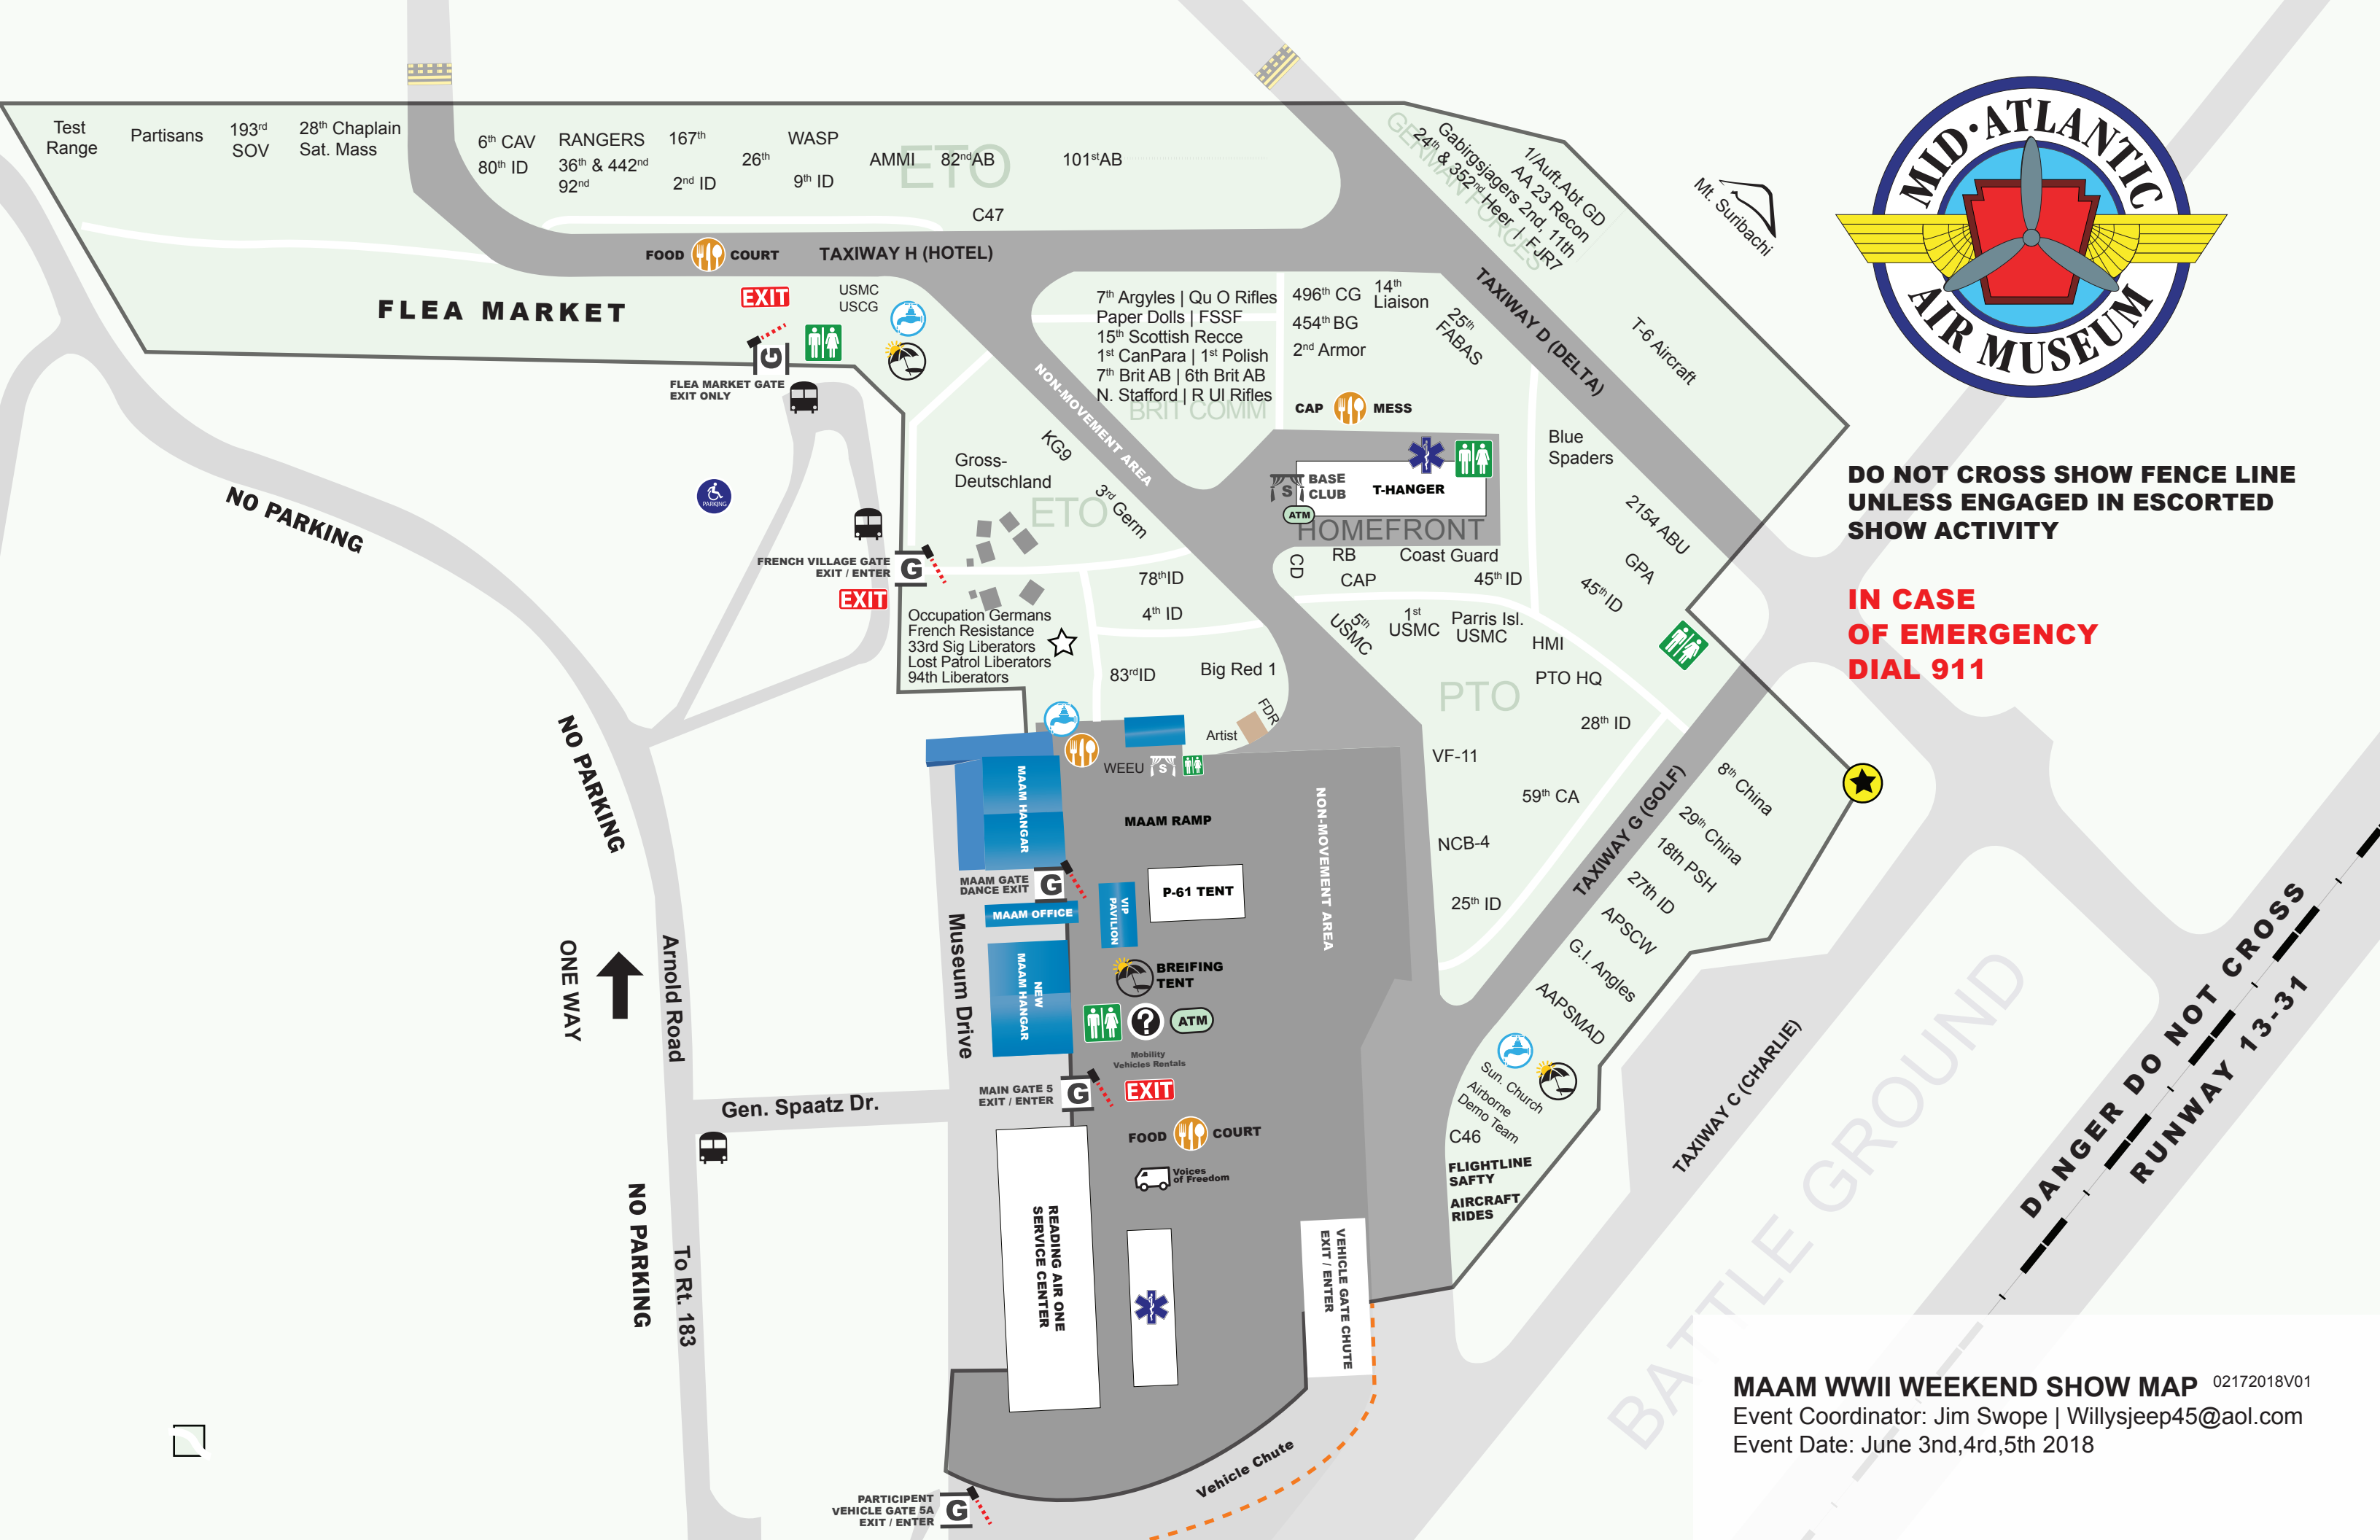 Test
Range
Partisans
193rd
SOV
28th Chaplain
Sat. Mass
6th CAV
80th ID
RANGERS
36th & 442nd
92nd
167th
2nd ID
26th
WASP
9th ID
AMMI
82ndAB
ETO
C47
101stAB
GERMAN FORCES
Gabirgsjagers 2nd, 11th
24th & 352nd Heer | FJR7
1/Auft.Abt GD
AA 23 Recon
Mt. Suribachi
MID·ATLANTIC
AIR MUSEUM
FOOD COURT
TAXIWAY H (HOTEL)
EXIT
FLEA MARKET
USMC
USCG
G
FLEA MARKET GATE
EXIT ONLY
NON-MOVEMENT AREA
7th Argyles | Qu O Rifles
Paper Dolls | FSSF
15th Scottish Recce
1st CanPara | 1st Polish
7th Brit AB | 6th Brit AB
N. Stafford | R Ul Rifles
BRIT COMM
496th CG
454th BG
2nd Armor
14th
Liaison
25th
FABAS
TAXIWAY D (DELTA)
T-6 Aircraft
CAP MESS
Blue
Spaders
S
BASE
CLUB
T-HANGER
ATM
HOMEFRONT
2154 ABU
GPA
45th ID
DO NOT CROSS SHOW FENCE LINE
UNLESS ENGAGED IN ESCORTED
SHOW ACTIVITY
IN CASE
OF EMERGENCY
DIAL 911
NO PARKING
PARKING
KG9
Gross-
Deutschland
ETO
3rd Germ
FRENCH VILLAGE GATE
EXIT / ENTER
G
EXIT
Occupation Germans
French Resistance
33rd Sig Liberators
Lost Patrol Liberators
94th Liberators
78thID
4th ID
83rdID
Big Red 1
CD
RB
CAP
Coast Guard
45th ID
5th
USMC
1st
USMC
Parris Isl.
USMC
HMI
PTO HQ
PTO
28th ID
VF-11
59th CA
NCB-4
25th ID
FDR
Artist
WEEU
S
MAAM HANGAR
MAAM RAMP
NON-MOVEMENT AREA
MAAM GATE
DANCE EXIT
G
MAAM OFFICE
VIP
PAVILION
P-61 TENT
NEW
MAAM HANGAR
BREIFING
TENT
?
ATM
Mobility
Vehicles Rentals
MAIN GATE 5
EXIT / ENTER
G
EXIT
FOOD COURT
Voices
of Freedom
READING AIR ONE
SERVICE CENTER
VEHICLE GATE CHUTE
EXIT / ENTER
Vehicle Chute
PARTICIPENT
VEHICLE GATE 5A
EXIT / ENTER
G
NO PARKING
ONE WAY
Arnold Road
Museum Drive
Gen. Spaatz Dr.
NO PARKING
To Rt. 183
TAXIWAY G (GOLF)
8th China
29th China
18th PSH
27th ID
APSCW
G.I. Angles
AAPSMAD
Sun. Church
Airborne
Demo Team
C46
FLIGHTLINE
SAFTY
AIRCRAFT
RIDES
TAXIWAY C (CHARLIE)
BATTLE GROUND
DANGER DO NOT CROSS
RUNWAY 13-31
MAAM WWII WEEKEND SHOW MAP 02172018V01
Event Coordinator: Jim Swope | Willysjeep45@aol.com
Event Date: June 3nd,4rd,5th 2018